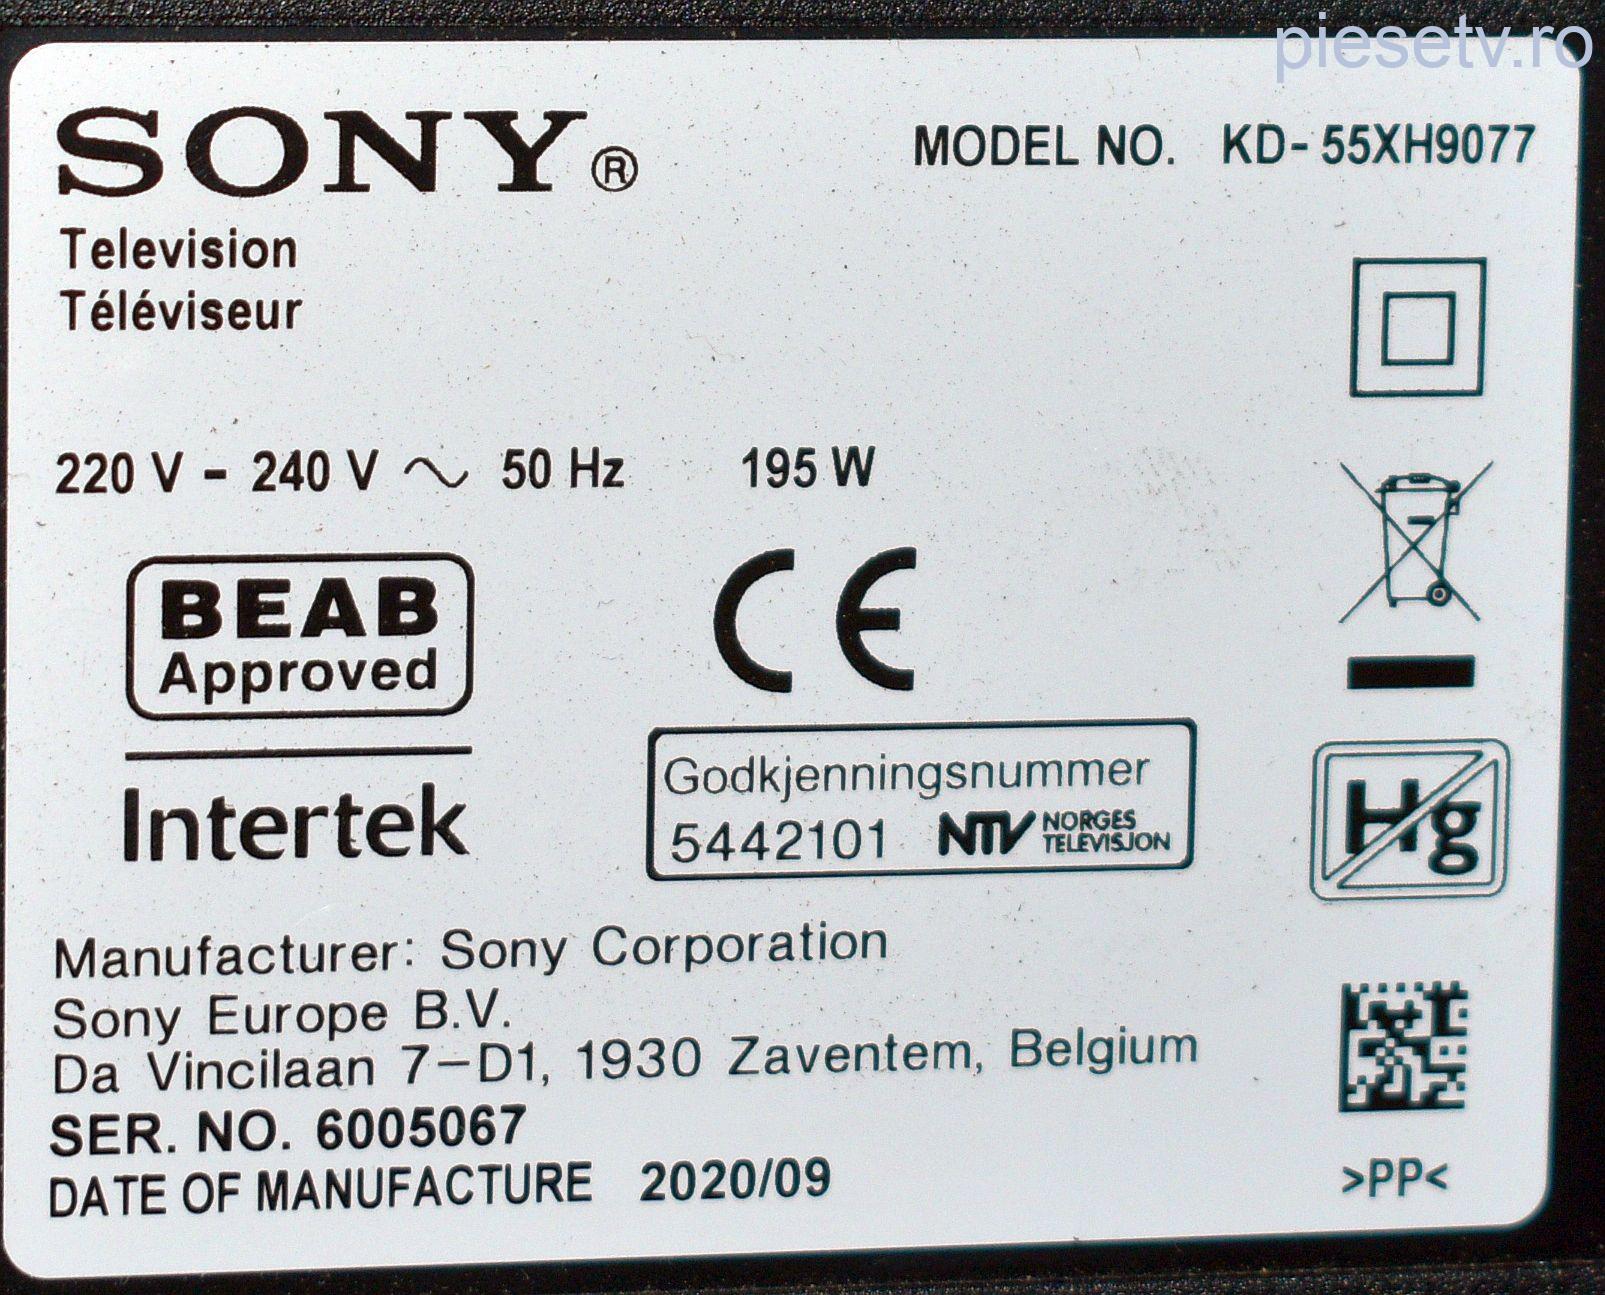 piesetv.ro
SONY®
MODEL NO. KD-55XH9077
Television
Téléviseur
220 V - 240 V ~ 50 Hz 195 W
BEAB
Approved
Intertek
CE
Godkjenningsnummer
5442101 NTV NORGES
TELEVISJON
Hg
Manufacturer: Sony Corporation
Sony Europe B.V.
Da Vincilaan 7-D1, 1930 Zaventem, Belgium
SER. NO. 6005067
DATE OF MANUFACTURE 2020/09
>PP<